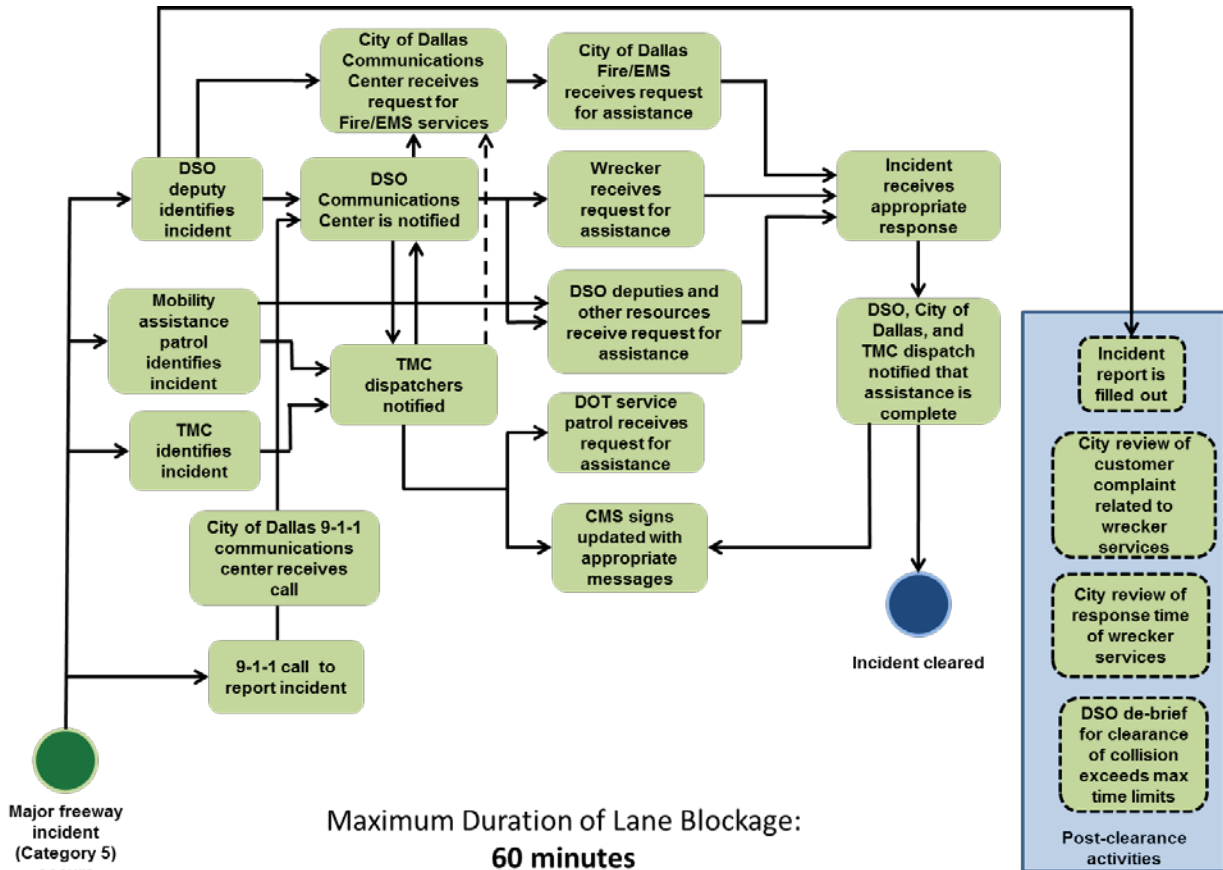 City of Dallas
Communications
Center receives
request for
Fire/EMS services
City of Dallas
Fire/EMS
receives request
for assistance
DSO
deputy
identifies
incident
DSO
Communications
Center is notified
Wrecker
receives
request for
assistance
Incident
receives
appropriate
response
Mobility
assistance
patrol
identifies
incident
DSO deputies and
other resources
receive request for
assistance
DSO, City of
Dallas, and
TMC dispatch
notified that
assistance is
complete
TMC
dispatchers
notified
Incident
report is
filled out
TMC
identifies
incident
DOT service
patrol receives
request for
assistance
City review of
customer
complaint
related to
wrecker
services
City of Dallas 9-1-1
communications
center receives
call
CMS signs
updated with
appropriate
messages
City review of
response time
of wrecker
services
9-1-1 call to
report incident
Incident cleared
DSO de-brief
for clearance
of collision
exceeds max
time limits
Major freeway
incident
(Category 5)
Maximum Duration of Lane Blockage:
60 minutes
Post-clearance
activities